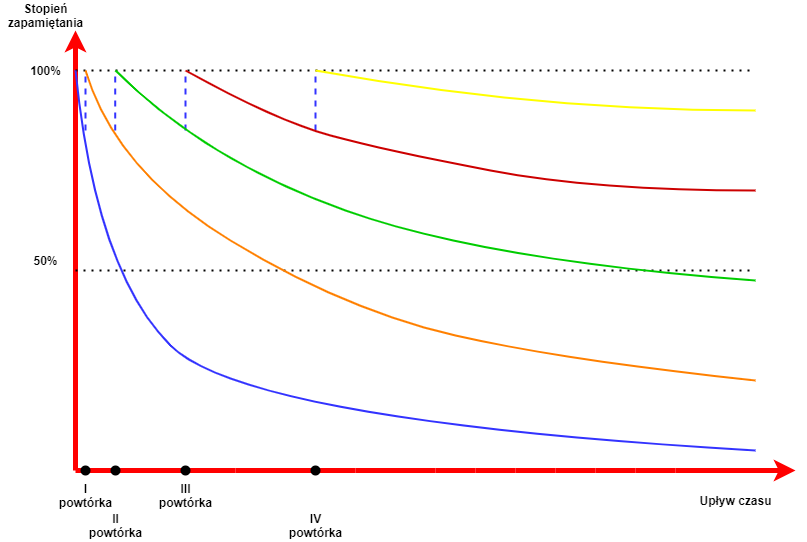 Stopień
zapamiętania
100%
50%
I
powtórka
II
powtórka
III
powtórka
IV
powtórka
Upływ czasu